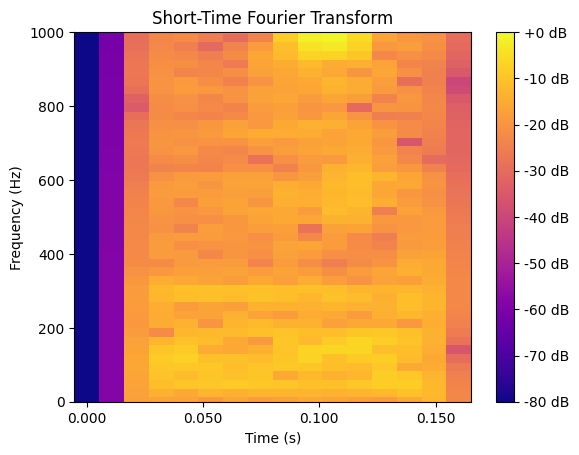 Short-Time Fourier Transform
1000
800
600
400
200
0
Frequency (Hz)
0.000
0.050
0.100
0.150
Time (s)
+0 dB
-10 dB
-20 dB
-30 dB
-40 dB
-50 dB
-60 dB
-70 dB
-80 dB